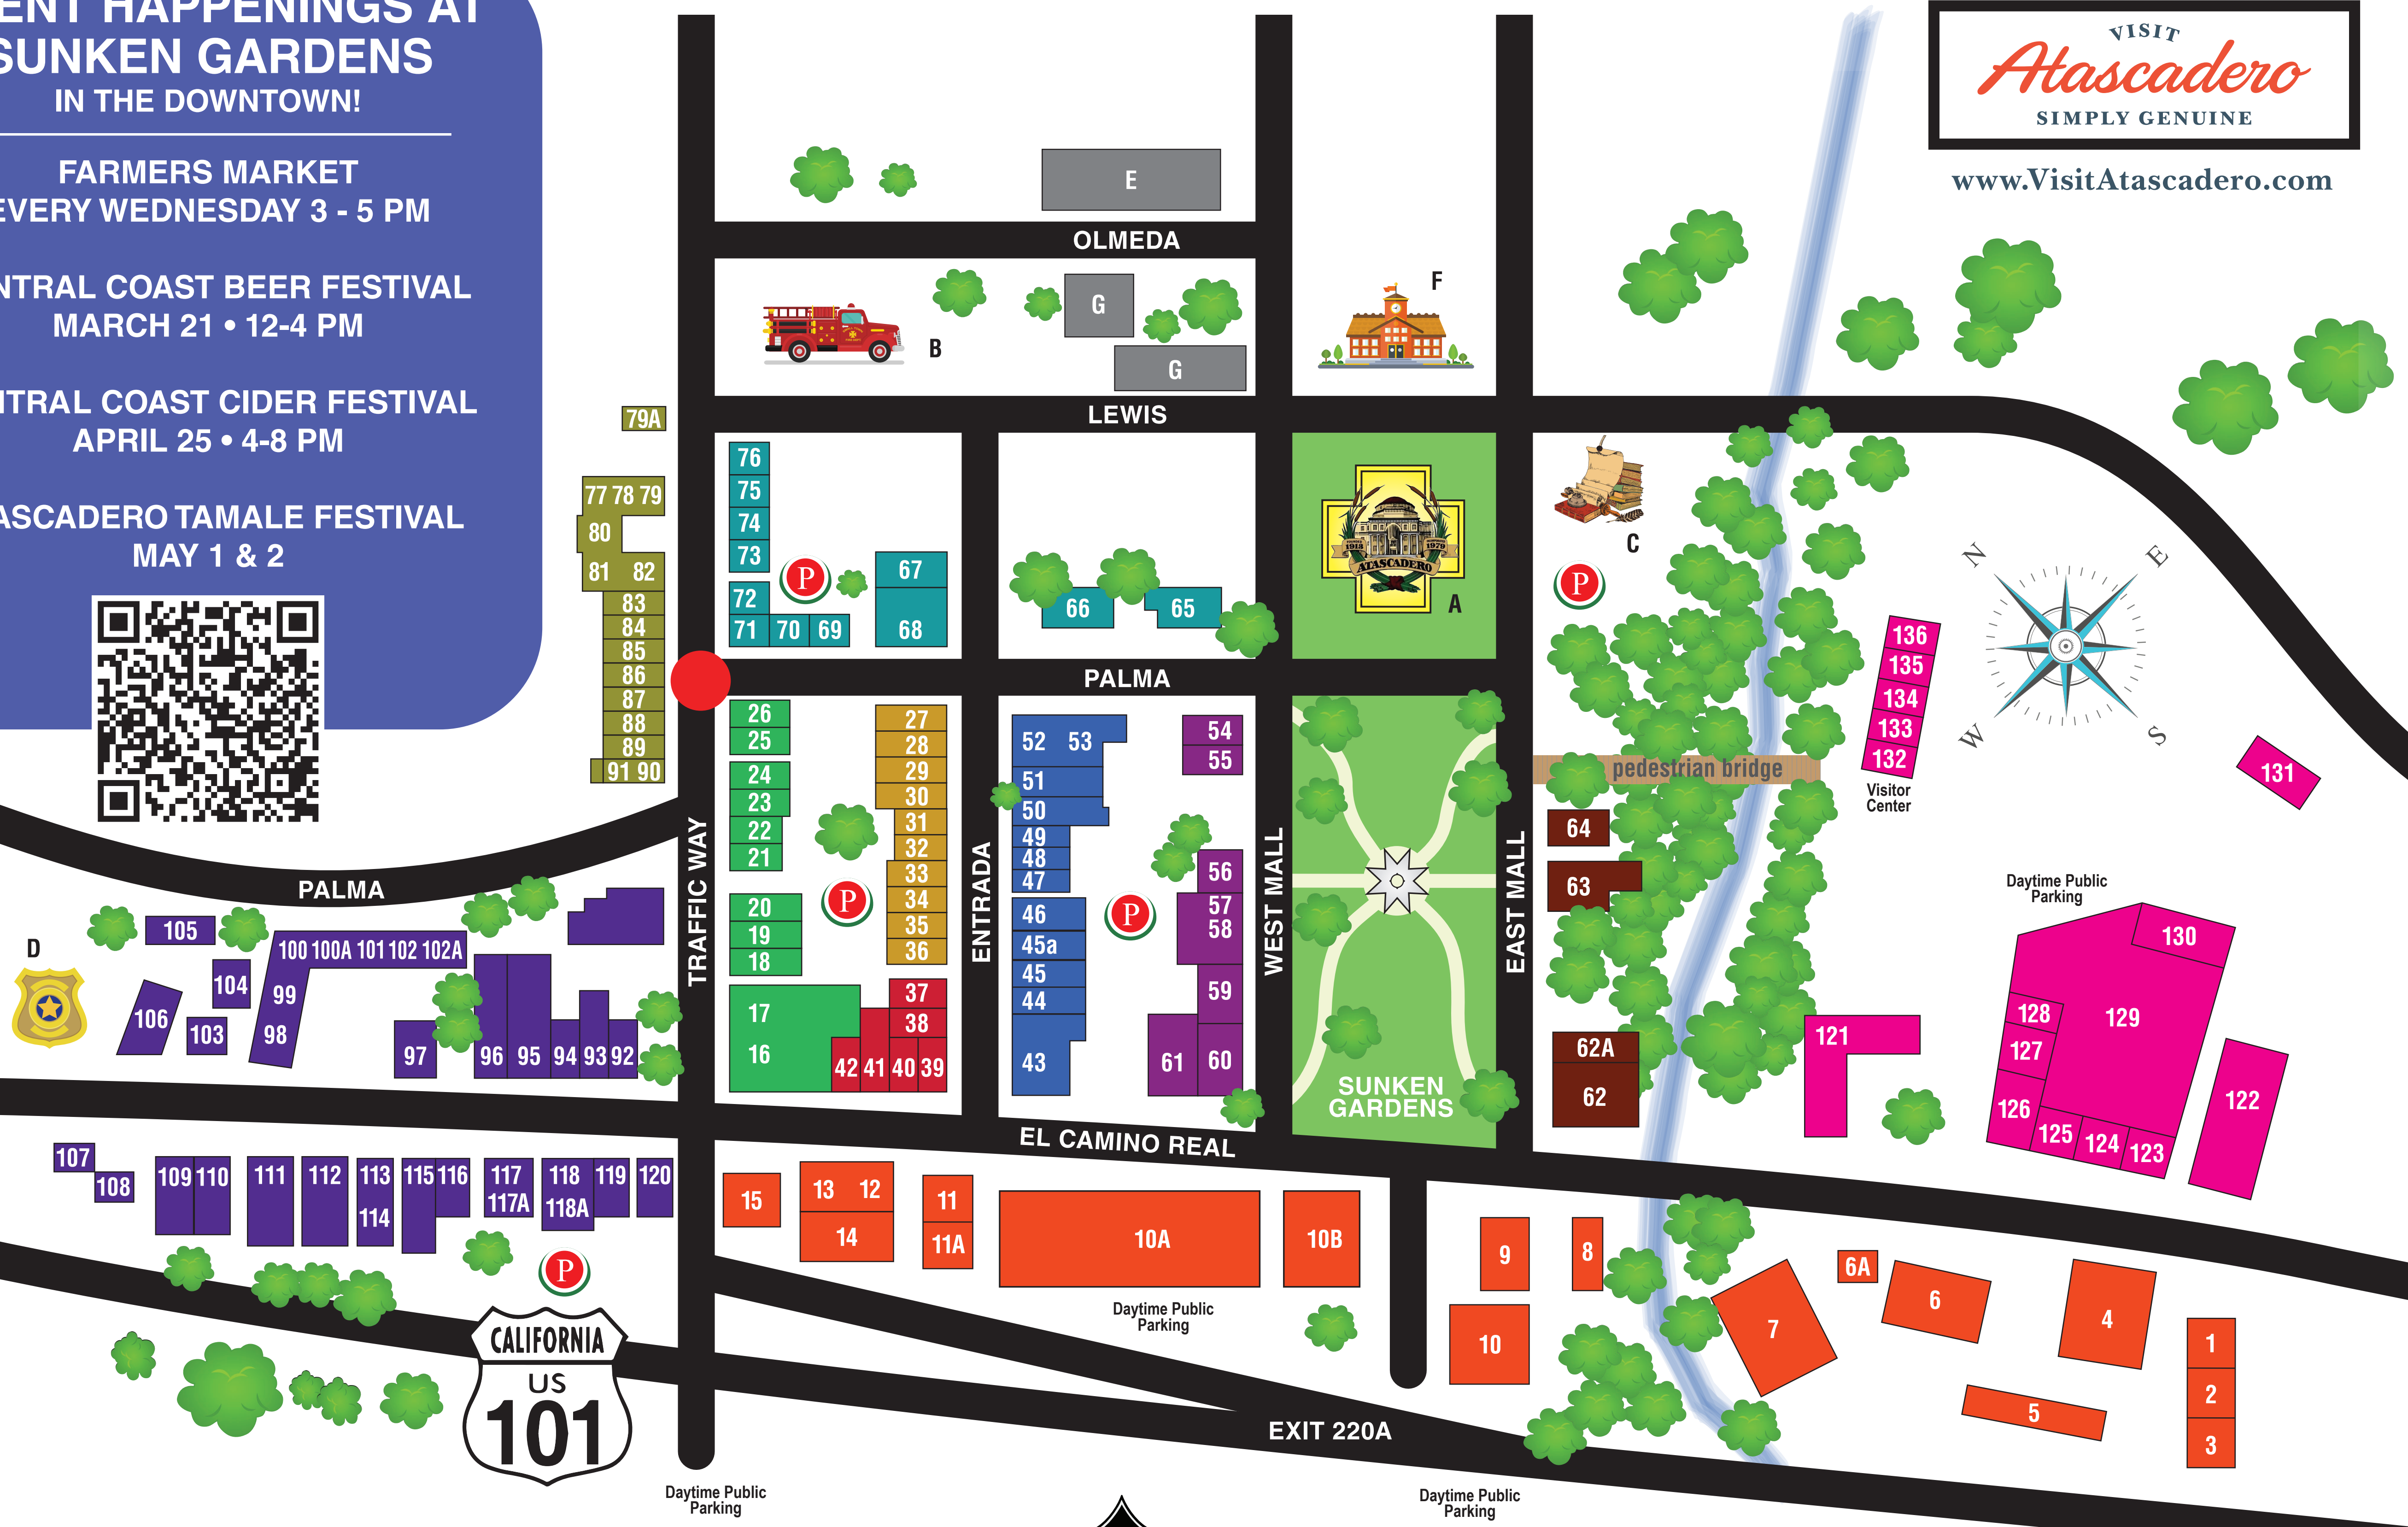 ENT HAPPENINGS AT
SUNKEN GARDENS
IN THE DOWNTOWN!
FARMERS MARKET
EVERY WEDNESDAY 3 - 5 PM
NTRAL COAST BEER FESTIVAL
MARCH 21 • 12-4 PM
NTRAL COAST CIDER FESTIVAL
APRIL 25 • 4-8 PM
ASCADERO TAMALE FESTIVAL
MAY 1 & 2
VISIT
Atascadero
SIMPLY GENUINE
www.VisitAtascadero.com
E
OLMEDA
B
G
G
F
LEWIS
79A
77 78 79
80
81 82
83
84
85
86
87
88
89
91 90
76
75
74
73
72
71 70 69
P
67
68
66
65
1918 1979
ATASCADERO
A
C
P
N
E
W
S
136
135
134
133
132
Visitor
Center
131
PALMA
26
25
24
23
22
21
20
19
18
17
16
27
28
29
30
31
32
33
34
35
36
P
37
38
42 41 40 39
52 53
51
50
49
48
47
46
45a
45
44
43
P
54
55
56
57
58
59
61 60
TRAFFIC WAY
ENTRADA
WEST MALL
EAST MALL
SUNKEN
GARDENS
pedestrian bridge
64
63
62A
62
Daytime Public
Parking
130
129
128
127
126
125 124 123
122
121
PALMA
D
105
104
103
106
100 100A 101 102 102A
99
98
97
96 95 94 93 92
EL CAMINO REAL
107
108
109 110
111
112
113
114
115 116
117
117A
118
118A
119
120
P
15
13 12
14
11
11A
10A
10B
9
8
10
7
6A
6
4
5
1
2
3
Daytime Public
Parking
CALIFORNIA
US
101
EXIT 220A
Daytime Public
Parking
Daytime Public
Parking